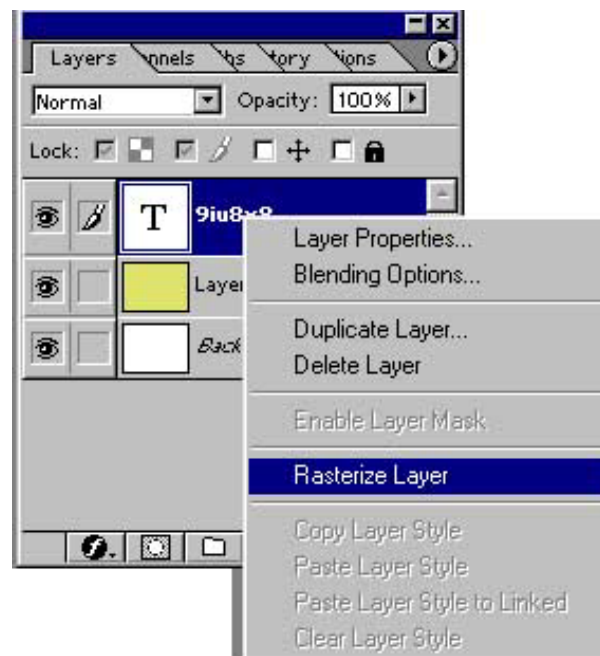 Layers nnels hs tory tions
Normal Opacity: 100%
Lock:
T 9iu8x8
Layer
Back
Layer Properties...
Blending Options...
Duplicate Layer...
Delete Layer
Enable Layer Mask
Rasterize Layer
Copy Layer Style
Paste Layer Style
Paste Layer Style to Linked
Clear Layer Style